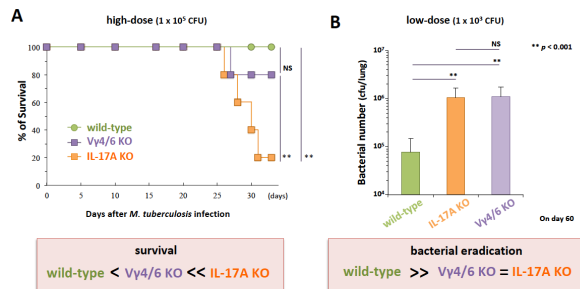 A
high-dose (1 x 10⁵ CFU)
% of Survival
100
80
60
40
20
0
5
10
15
20
25
30
(days)
wild-type
Vγ4/6 KO
IL-17A KO
NS
**
**
Days after M. tuberculosis infection
survival
wild-type < Vγ4/6 KO << IL-17A KO
B
low-dose (1 x 10³ CFU)
Bacterial number (cfu/lung)
10⁷
10⁶
10⁵
10⁴
NS
**
**
** p < 0.001
wild-type
IL-17A KO
Vγ4/6 KO
On day 60
bacterial eradication
wild-type >> Vγ4/6 KO = IL-17A KO